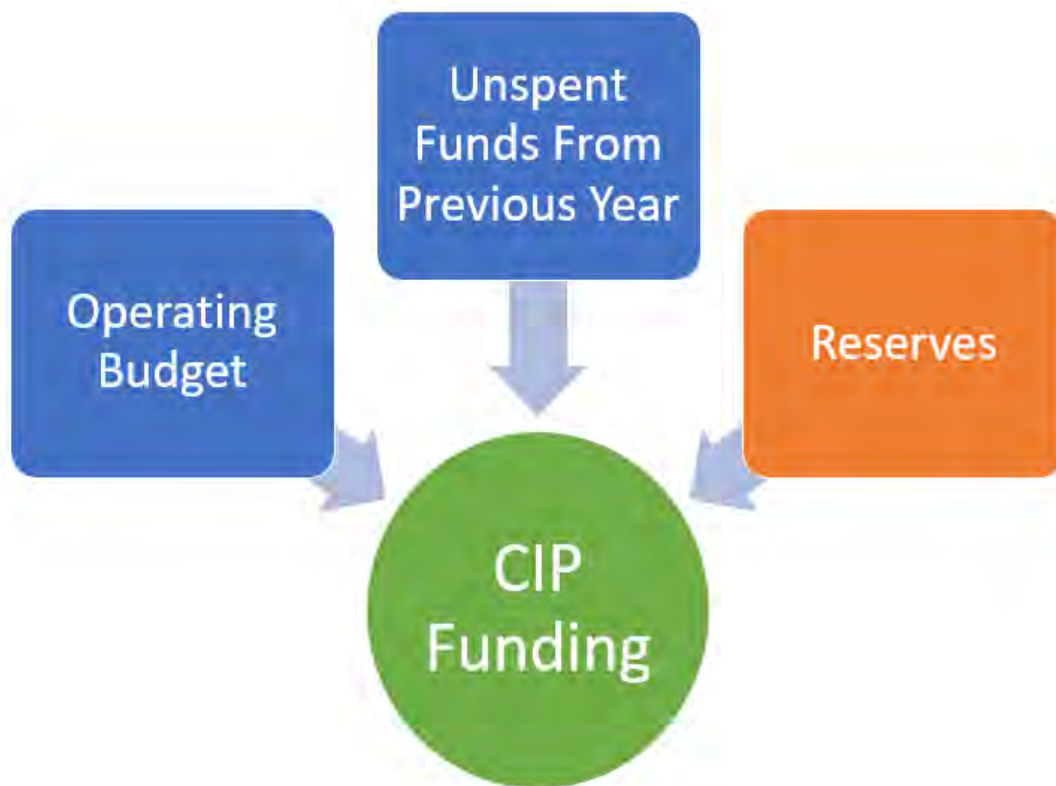 Unspent
Funds From
Previous Year
Operating
Budget
Reserves
CIP
Funding